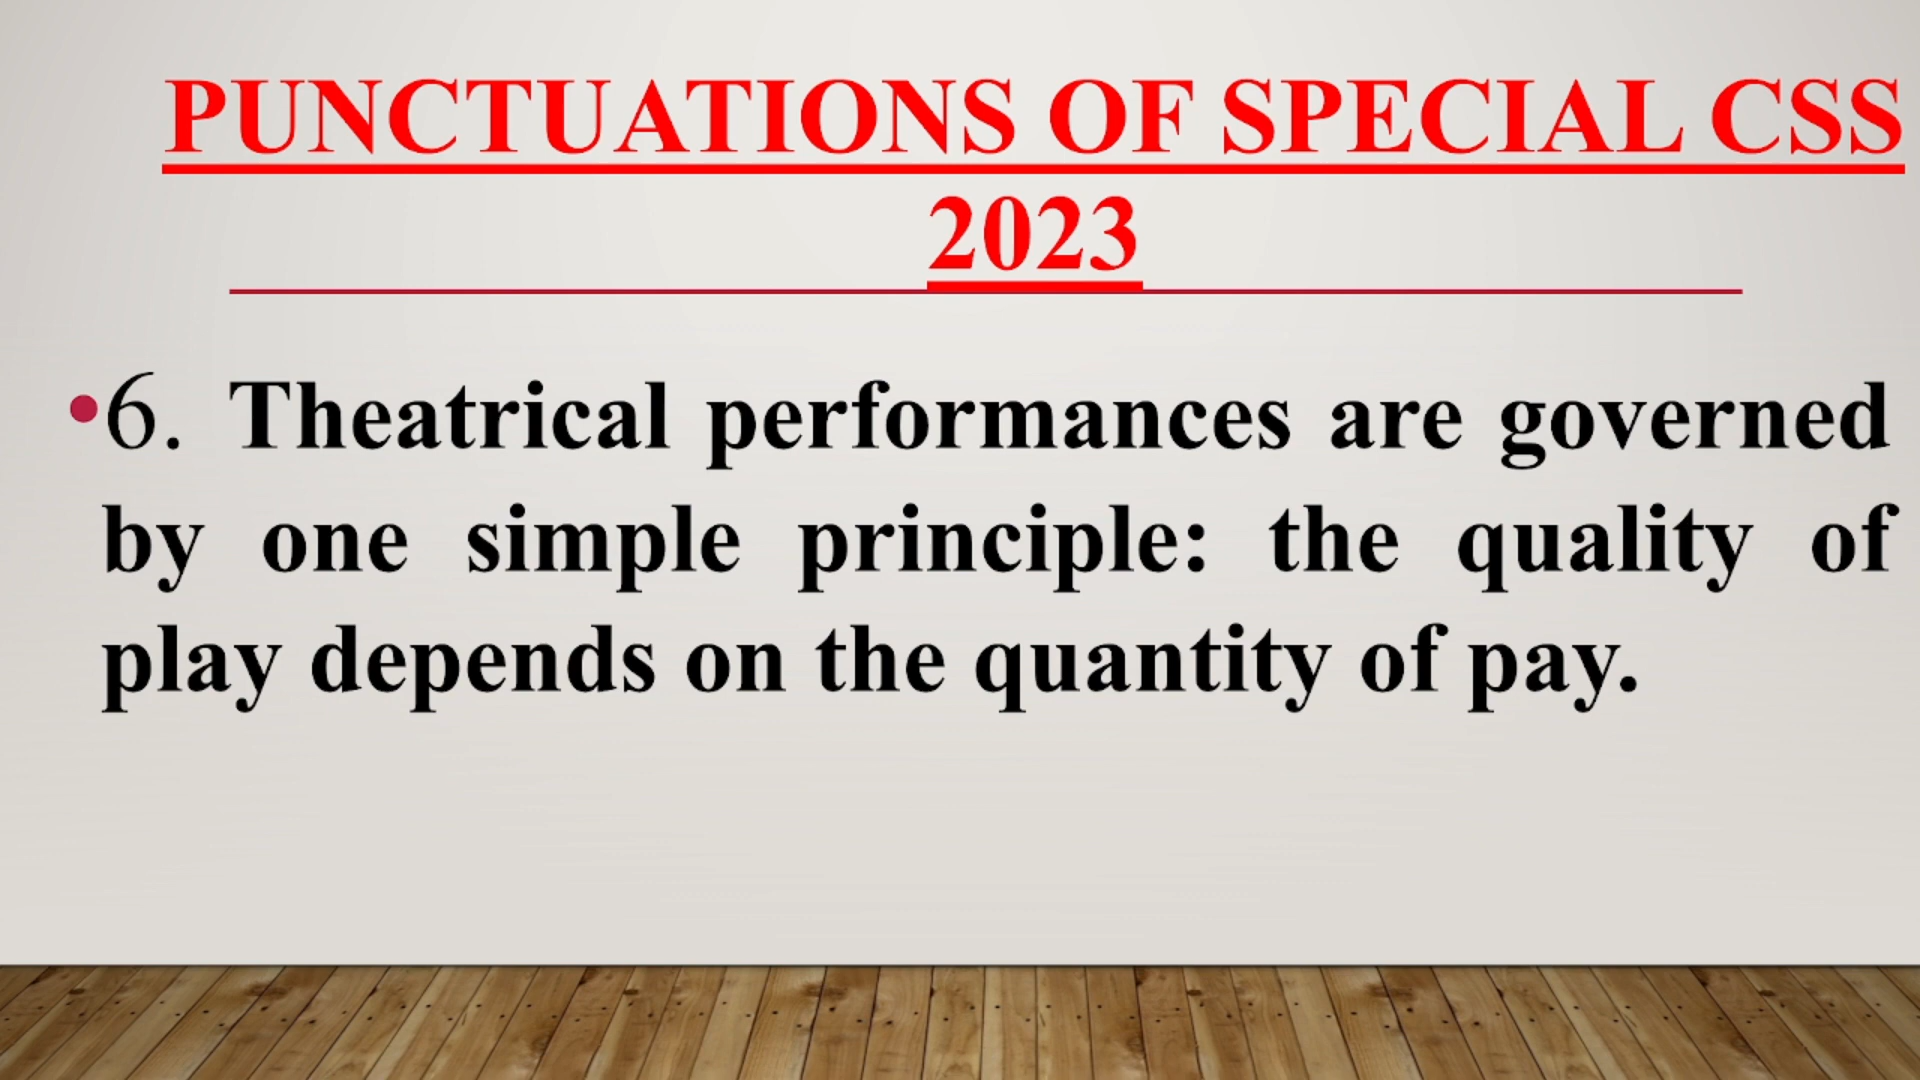 PUNCTUATIONS OF SPECIAL CSS
2023
•6. Theatrical performances are governed
by one simple principle: the quality of
play depends on the quantity of pay.